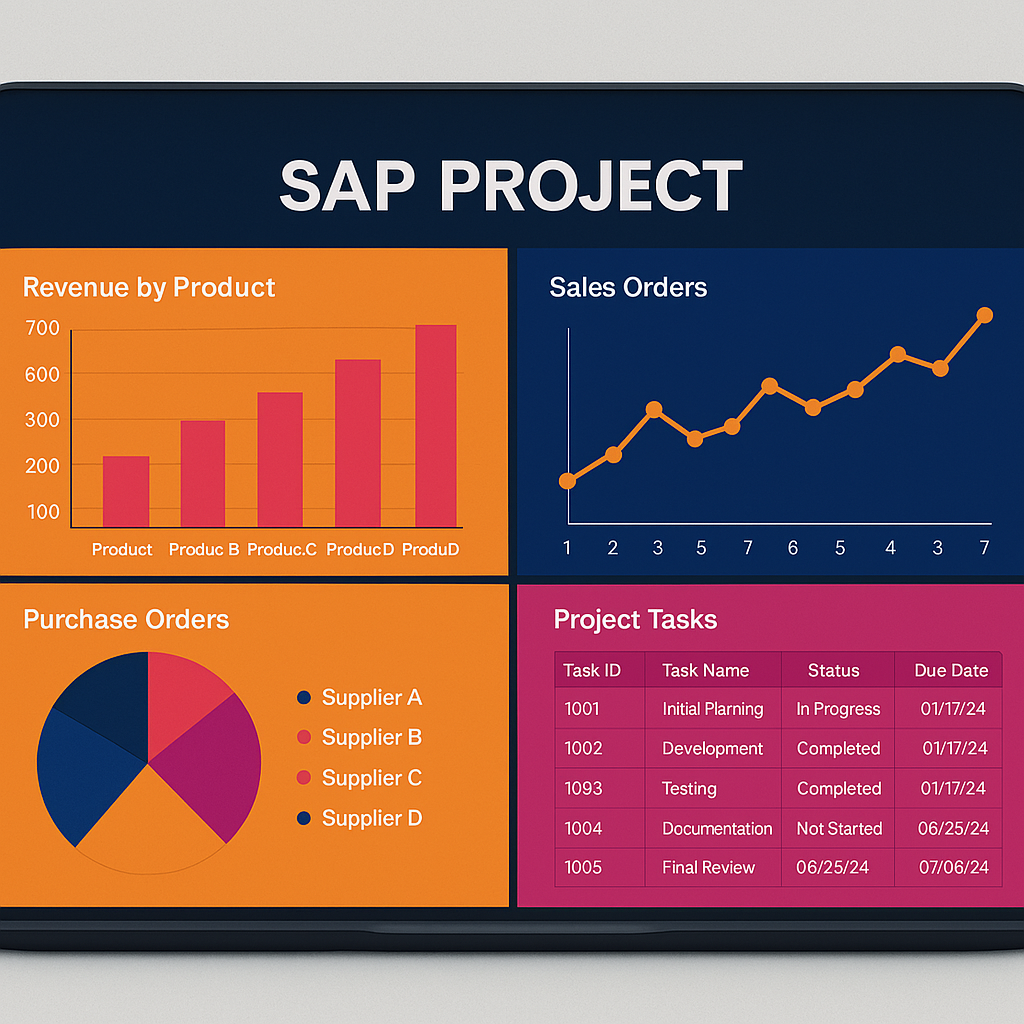 SAP PROJECT
Revenue by Product
700
600
300
200
100
Product Produc B Produc.C ProducD ProduD
Sales Orders
1 2 3 5 7 6 5 4 3 7
Purchase Orders
Supplier A
Supplier B
Supplier C
Supplier D
Project Tasks
Task ID Task Name Status Due Date
1001 Initial Plarning In Progress 01/17/24
1002 Development Completed 01/17/24
1093 Testing Completed 01/17/24
1004 Documentation Not Started 06/25/24
1005 Final Review 06/25/24 07/06/24